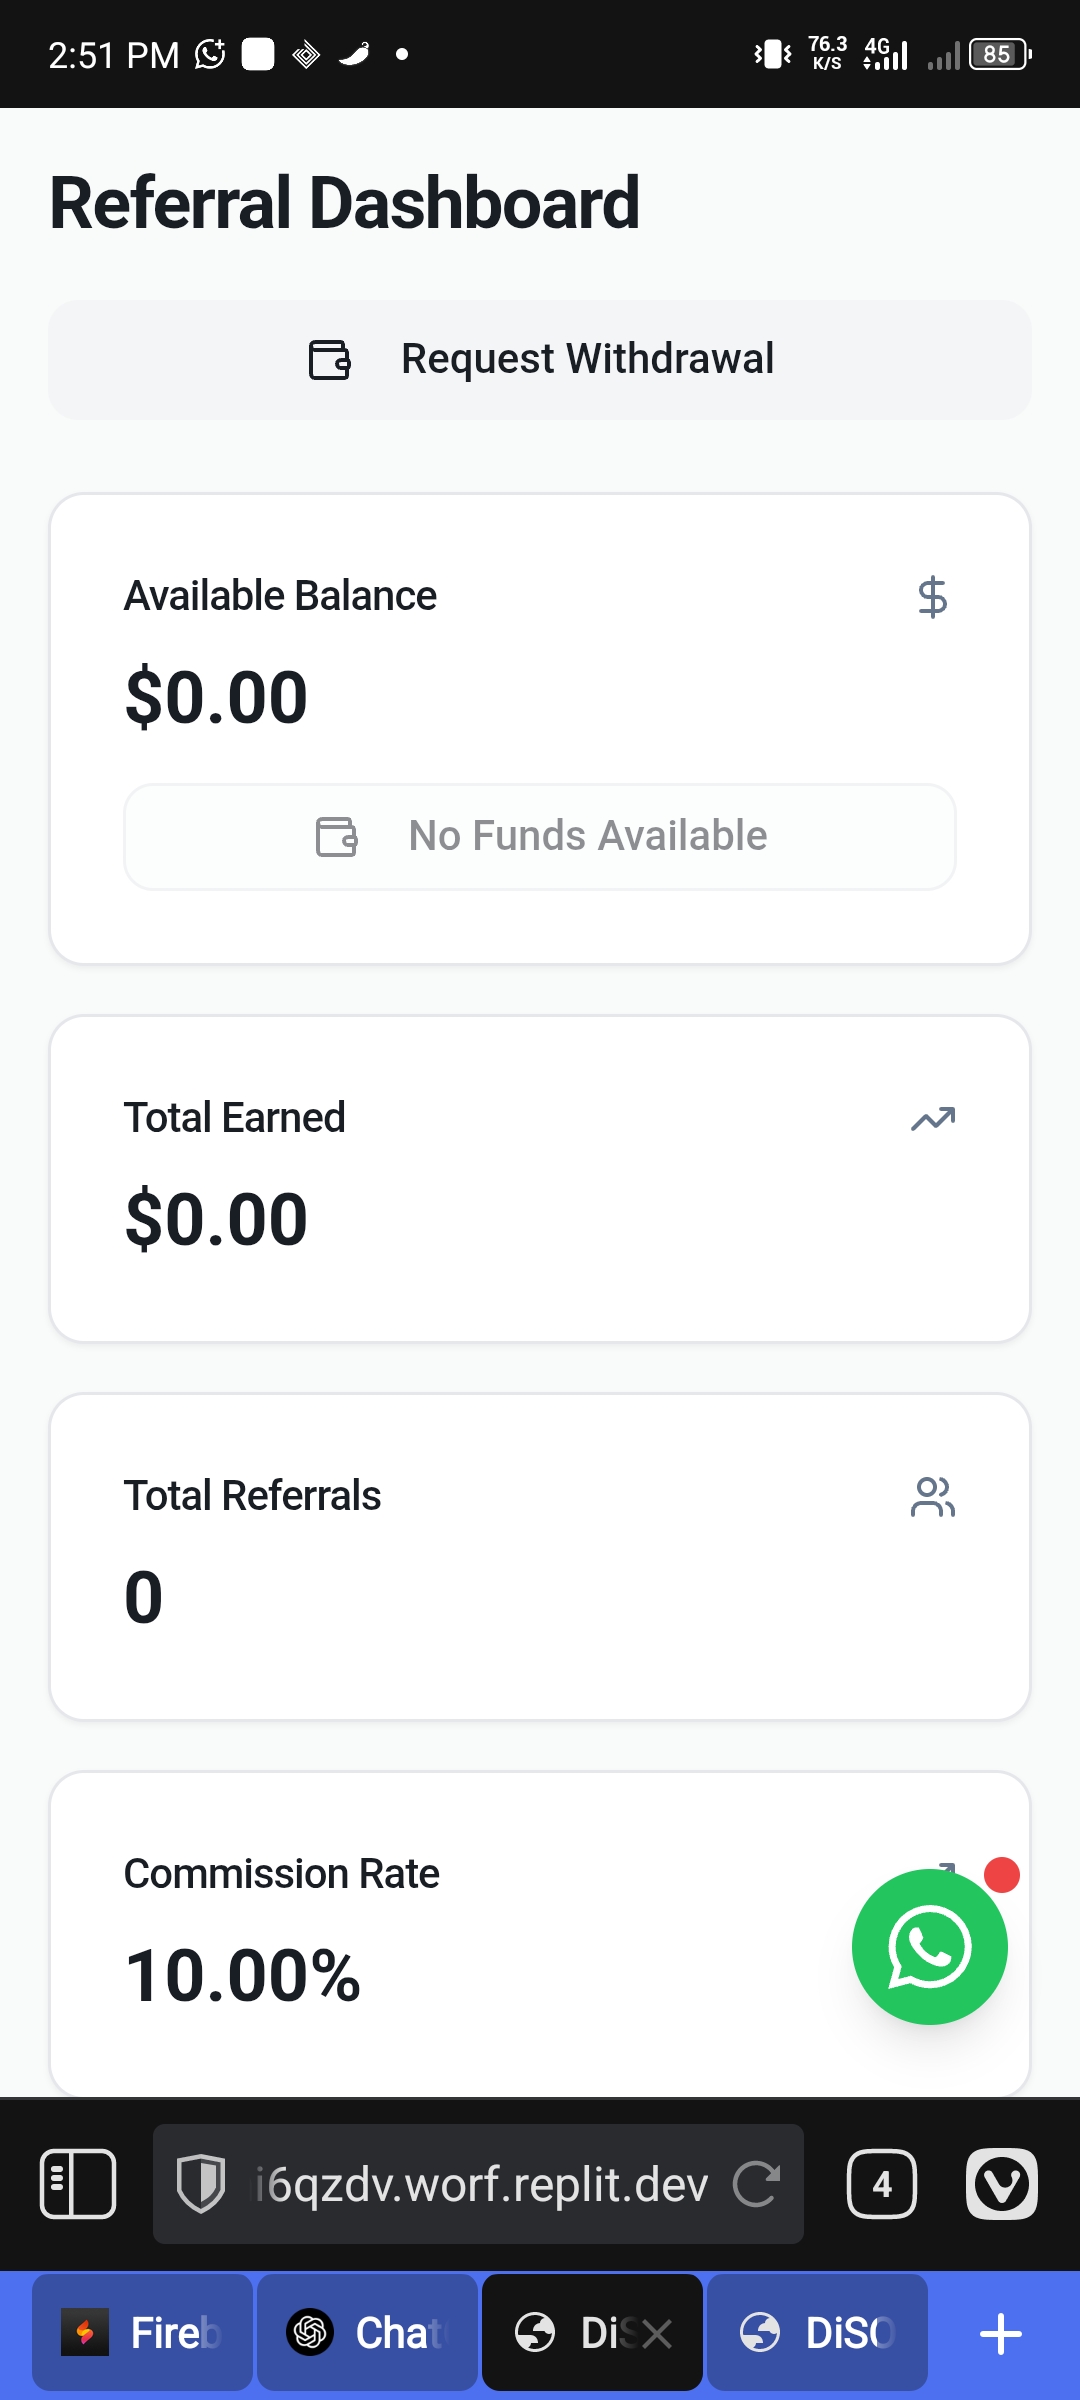 2:51 PM
76.3
K/S
4G
85
Referral Dashboard
Request Withdrawal
Available Balance
$0.00
No Funds Available
Total Earned
$0.00
Total Referrals
0
Commission Rate
10.00%
i6qzdv.worf.replit.dev
4
Fireb
Chat
DiS
DiSO